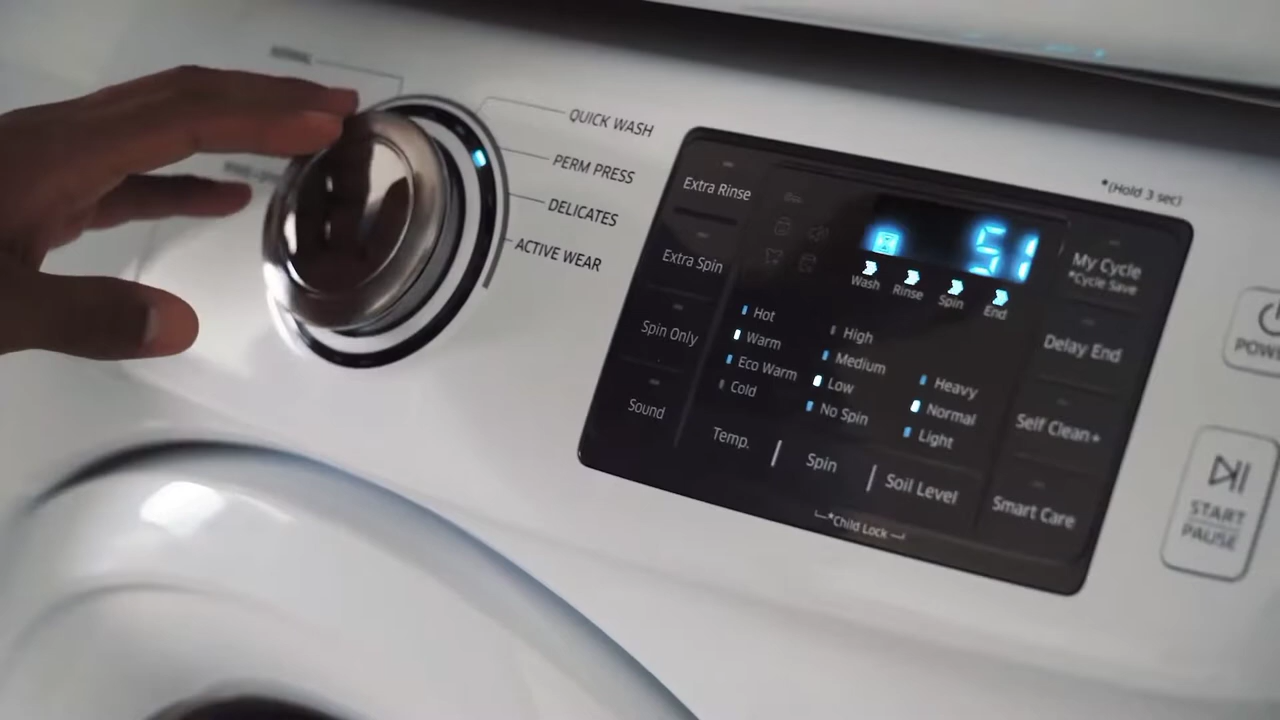 NORMAL
QUICK WASH
PERM PRESS
DELICATES
ACTIVE WEAR
Extra Rinse
Extra Spin
Spin Only
Sound
51
Wash Rinse Spin End
Hot
Warm
Eco Warm
Cold
Temp.
High
Medium
Low
No Spin
Spin
Heavy
Normal
Light
Soil Level
*Child Lock
*(Hold 3 sec)
My Cycle
*Cycle Save
Delay End
Self Clean+
Smart Care
START
PAUSE